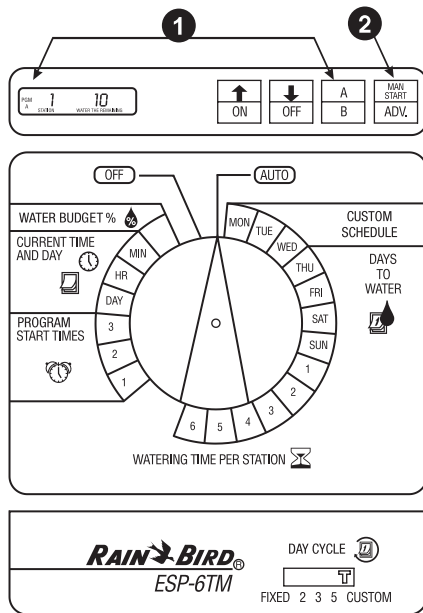 1
2
PGM
A
1
STATION
10
WATER TIME REMAINING
ON
OFF
A
B
MAN
START
ADV.
OFF
AUTO
WATER BUDGET %
%
CURRENT TIME
AND DAY
PROGRAM
START TIMES
MIN
HR
DAY
3
2
1
MON
TUE
WED
THU
FRI
SAT
SUN
1
2
3
4
5
6
CUSTOM
SCHEDULE
DAYS
TO
WATER
WATERING TIME PER STATION
RAIN BIRD®
ESP-6TM
DAY CYCLE
FIXED 2 3 5 CUSTOM